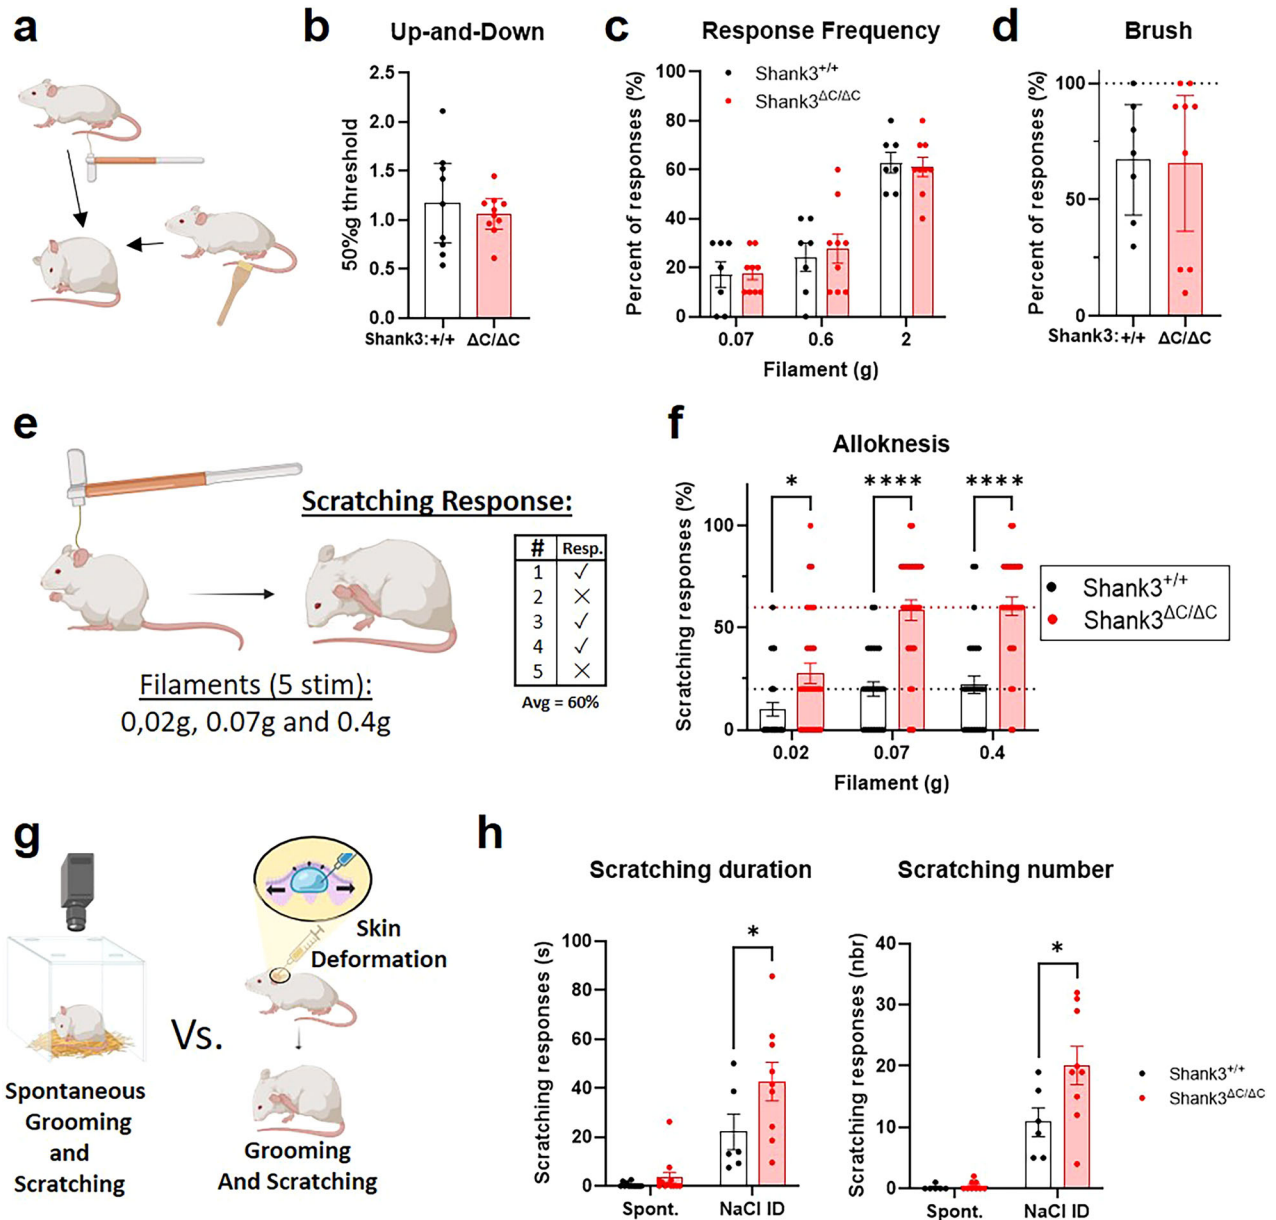 a
b
Up-and-Down
50%g threshold
2.5
2.0
1.5
1.0
0.5
0.0
Shank3:+/+ ΔC/ΔC
c
Response Frequency
Percent of responses (%)
Shank3+/+
Shank3ΔC/ΔC
100
80
60
40
20
0
0.07 0.6 2
Filament (g)
d
Brush
Percent of responses (%)
100
50
0
Shank3:+/+ ΔC/ΔC
e
Scratching Response:
# Resp.
1 ✓
2 ✕
3 ✓
4 ✓
5 ✕
Avg = 60%
Filaments (5 stim):
0,02g, 0.07g and 0.4g
f
Alloknesis
Scratching responses (%)
* **** ****
100
50
0
0.02 0.07 0.4
Filament (g)
Shank3+/+
Shank3ΔC/ΔC
g
Skin
Deformation
Vs.
Spontaneous
Grooming
and
Scratching
Grooming
And Scratching
h
Scratching duration
Scratching responses (s)
100
80
60
40
20
0
*
Spont. NaCl ID
Scratching number
Scratching responses (nbr)
40
30
20
10
0
*
Spont. NaCl ID
Shank3+/+
Shank3ΔC/ΔC